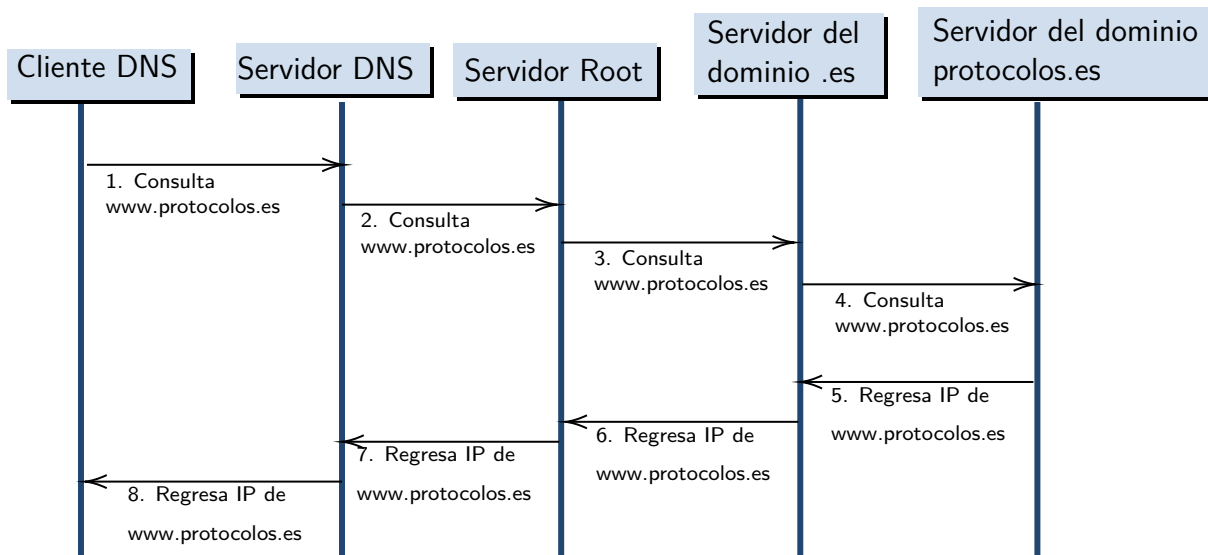 Cliente DNS
Servidor DNS
Servidor Root
Servidor del
dominio .es
Servidor del dominio
protocolos.es
1. Consulta
www.protocolos.es
2. Consulta
www.protocolos.es
3. Consulta
www.protocolos.es
4. Consulta
www.protocolos.es
5. Regresa IP de
www.protocolos.es
6. Regresa IP de
www.protocolos.es
7. Regresa IP de
www.protocolos.es
8. Regresa IP de
www.protocolos.es